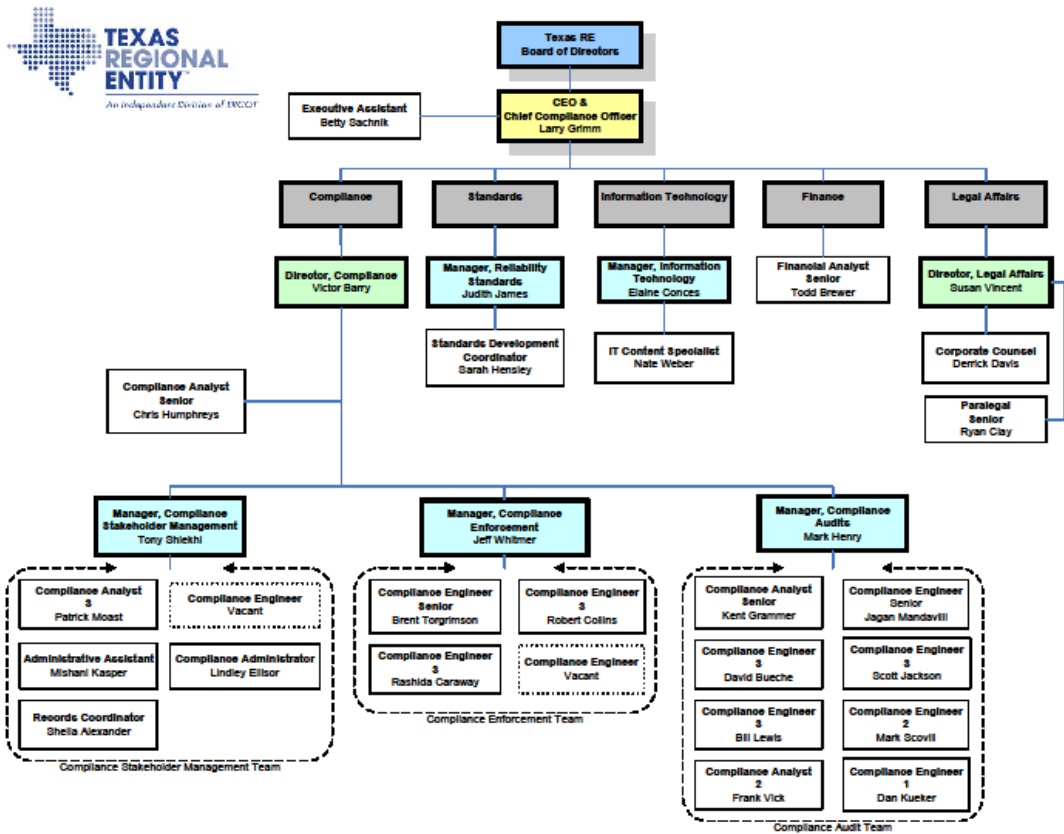 TEXAS
REGIONAL
ENTITY™
An Independent Division of ERCOT
Texas RE
Board of Directors
CEO &
Chief Compliance Officer
Larry Grimm
Executive Assistant
Betty Sachnik
Compliance
Standards
Information Technology
Finance
Legal Affairs
Director, Compliance
Victor Barry
Manager, Reliability
Standards
Judith James
Manager, Information
Technology
Elaine Conces
Financial Analyst
Senior
Todd Brewer
Director, Legal Affairs
Susan Vincent
Standards Development
Coordinator
Sarah Hensley
IT Content Specialist
Nate Weber
Corporate Counsel
Derrick Davis
Compliance Analyst
Senior
Chris Humphreys
Paralegal
Senior
Ryan Clay
Manager, Compliance
Stakeholder Management
Tony Shiekhi
Manager, Compliance
Enforcement
Jeff Whitmer
Manager, Compliance
Audits
Mark Henry
Compliance Analyst
3
Patrick Moast
Compliance Engineer
Vacant
Administrative Assistant
Mishani Kasper
Compliance Administrator
Lindley Ellisor
Records Coordinator
Shella Alexander
Compliance Stakeholder Management Team
Compliance Engineer
Senior
Brent Torgrimson
Compliance Engineer
3
Robert Collins
Compliance Engineer
3
Rashida Caraway
Compliance Engineer
Vacant
Compliance Enforcement Team
Compliance Analyst
Senior
Kent Grammer
Compliance Engineer
Senior
Jagan Mandavilli
Compliance Engineer
3
David Bueche
Compliance Engineer
3
Scott Jackson
Compliance Engineer
3
Bill Lewis
Compliance Engineer
2
Mark Scovill
Compliance Analyst
2
Frank Vick
Compliance Engineer
1
Dan Kueker
Compliance Audit Team